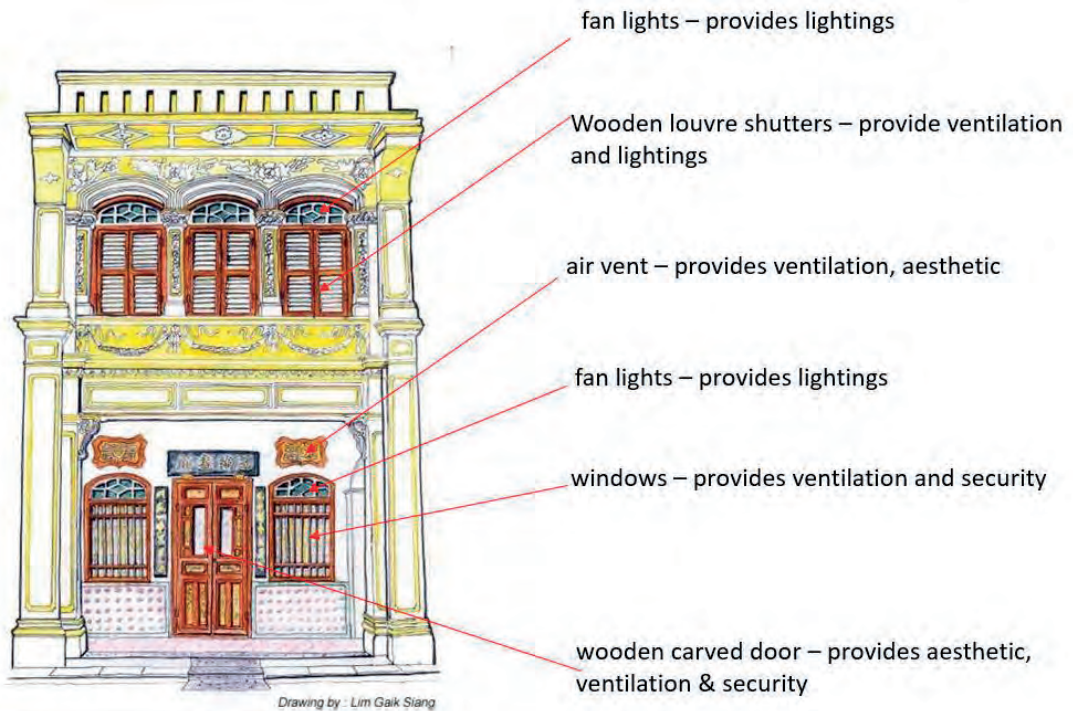 fan lights – provides lightings
Wooden louvre shutters – provide ventilation
and lightings
air vent – provides ventilation, aesthetic
fan lights – provides lightings
windows – provides ventilation and security
wooden carved door – provides aesthetic,
ventilation & security
Drawing by : Lim Gaik Siang